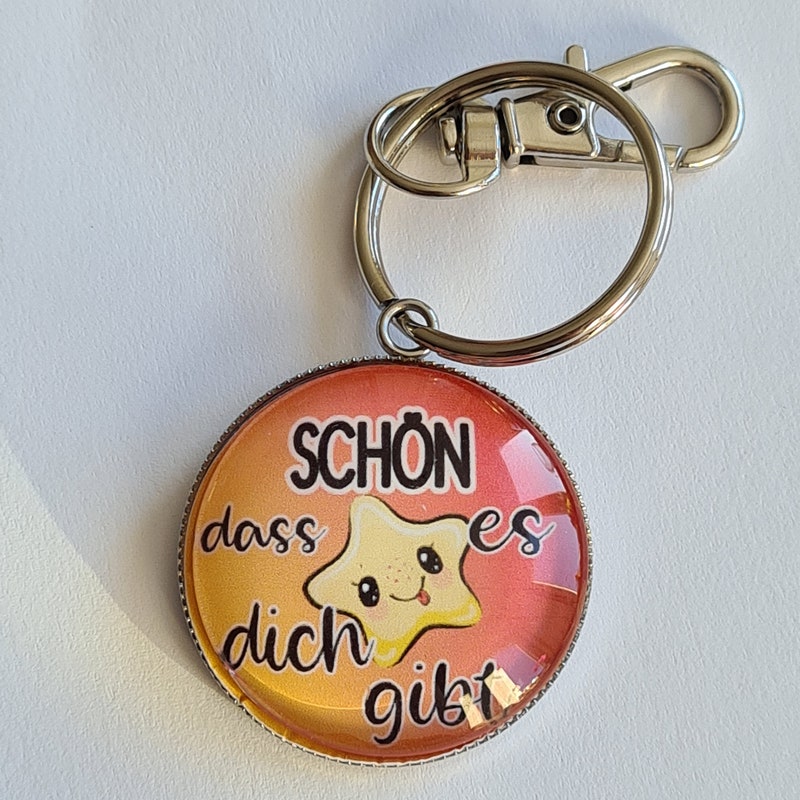 SCHÖN
dass es
dich
gibt